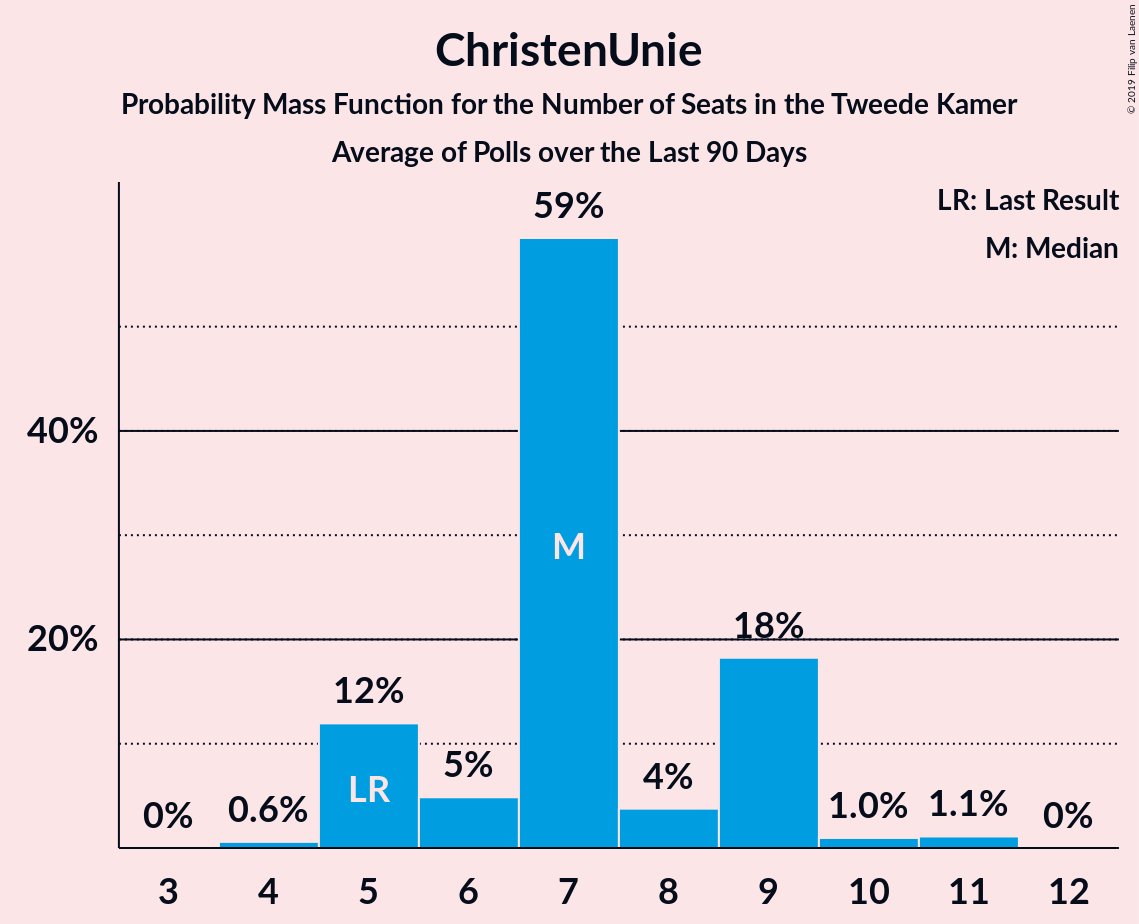 ChristenUnie
Probability Mass Function for the Number of Seats in the Tweede Kamer
Average of Polls over the Last 90 Days
© 2019 Filip van Laenen
LR: Last Result
M: Median
59%
40%
20%
0%
0.6%
12%
5%
4%
18%
1.0%
1.1%
0%
LR
M
3 4 5 6 7 8 9 10 11 12